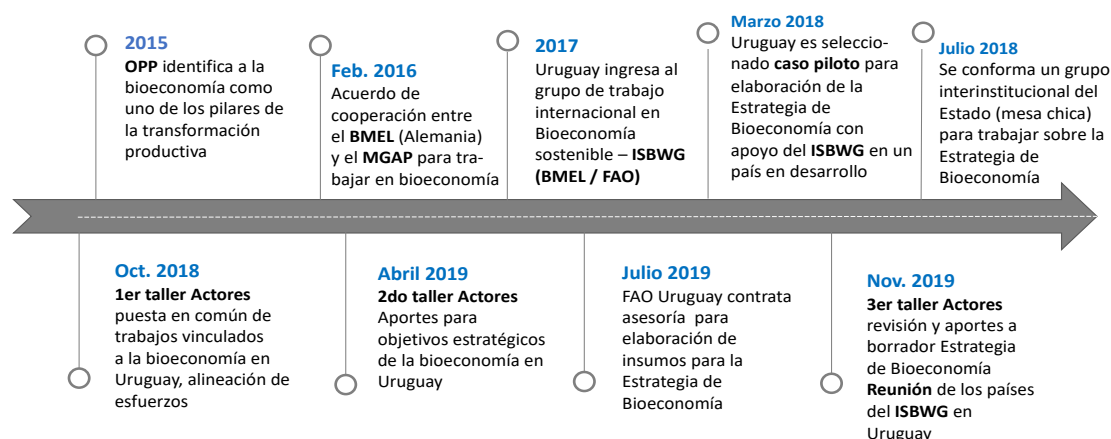 2015
OPP identifica a la
bioeconomía como
uno de los pilares de
la transformación
productiva
Feb. 2016
Acuerdo de
cooperación entre
el BMEL (Alemania)
y el MGAP para tra-
bajar en bioeconomía
2017
Uruguay ingresa al
grupo de trabajo
internacional en
Bioeconomía
sostenible – ISBWG
(BMEL / FAO)
Marzo 2018
Uruguay es seleccio-
nado caso piloto para
elaboración de la
Estrategia de
Bioeconomía con
apoyo del ISBWG en un
país en desarrollo
Julio 2018
Se conforma un grupo
interinstitucional del
Estado (mesa chica)
para trabajar sobre la
Estrategia de
Bioeconomía
Oct. 2018
1er taller Actores
puesta en común de
trabajos vinculados
a la bioeconomía en
Uruguay, alineación de
esfuerzos
Abril 2019
2do taller Actores
Aportes para
objetivos estratégicos
de la bioeconomía en
Uruguay
Julio 2019
FAO Uruguay contrata
asesoría para
elaboración de
insumos para la
Estrategia de
Bioeconomía
Nov. 2019
3er taller Actores
revisión y aportes a
borrador Estrategia
de Bioeconomía
Reunión de los países
del ISBWG en
Uruguay